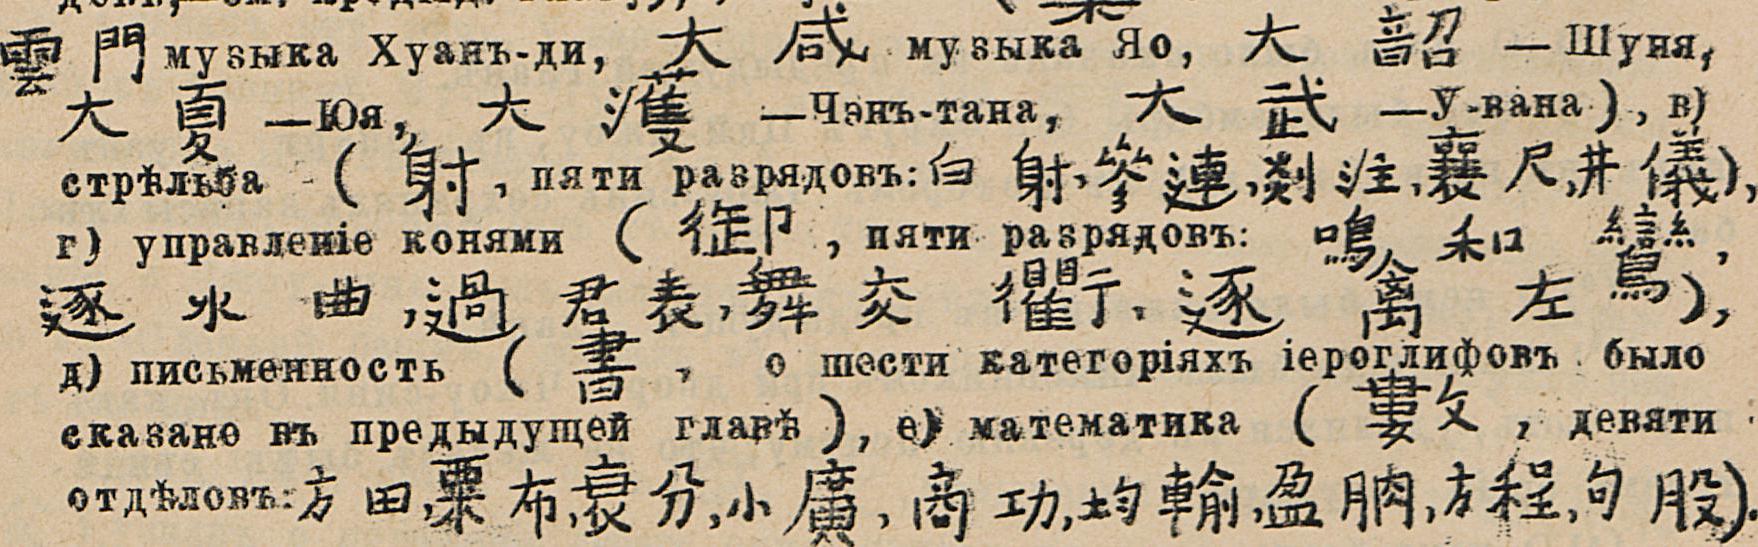 雲門 музыка Хуанъ-ди, 大咸 музыка Яо, 大韶 — Шуня,
大夏 —Юя, 大濩 —Чэнъ-тана, 大武 —У-вана), в)
стрѣльба (射, пяти разрядовъ: 白射, 參連, 剡注, 襄尺, 井儀),
г) управленіе конями (御, пяти разрядовъ: 鳴和鸞,
逐水曲, 過君表, 舞交衢, 逐禽左),
д) письменность (書, о шести категоріяхъ іероглифовъ было
сказано въ предыдущей главѣ), е) математика (數, девяти
отдѣловъ: 方田, 粟布, 衰分, 小廣, 商功, 均輸, 盈朒, 方程, 句股).